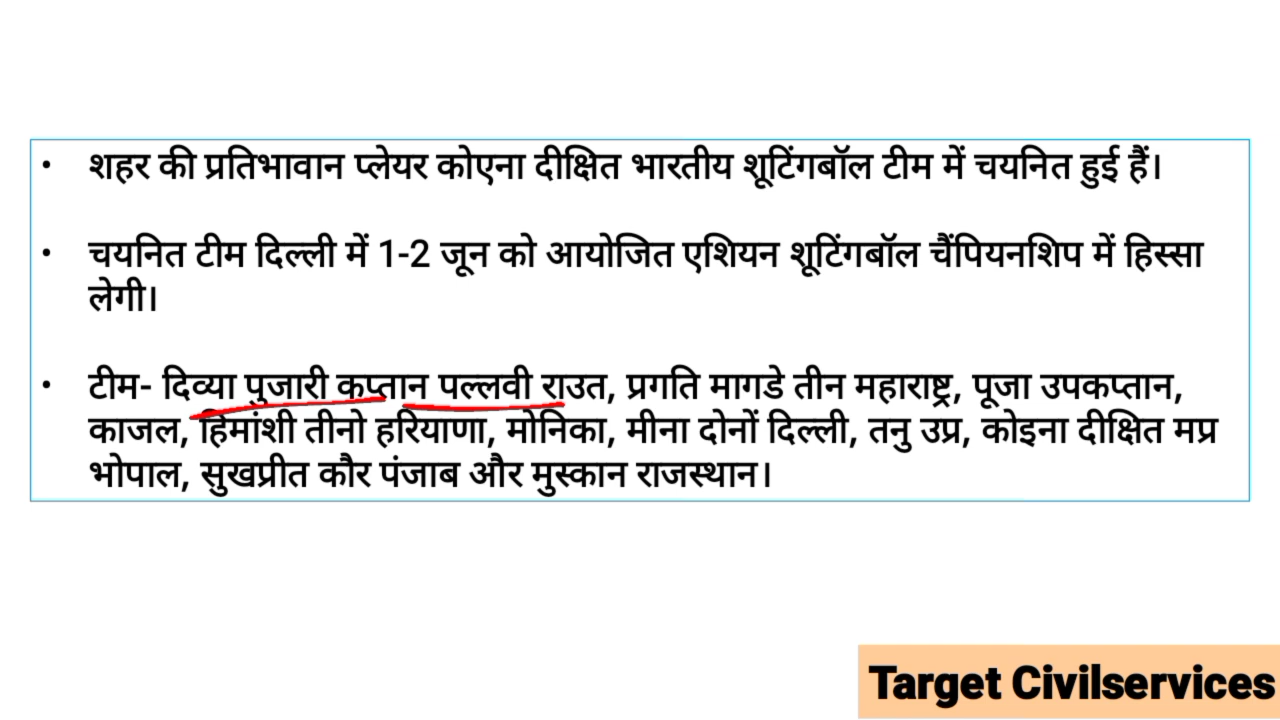 • शहर की प्रतिभावान प्लेयर कोएना दीक्षित भारतीय शूटिंगबॉल टीम में चयनित हुई हैं।
• चयनित टीम दिल्ली में 1-2 जून को आयोजित एशियन शूटिंगबॉल चैंपियनशिप में हिस्सा
लेगी।
• टीम- दिव्या पुजारी कप्तान पल्लवी राउत, प्रगति मागडे तीन महाराष्ट्र, पूजा उपकप्तान,
काजल, हिमांशी तीनो हरियाणा, मोनिका, मीना दोनों दिल्ली, तनु उप्र, कोइना दीक्षित मप्र
भोपाल, सुखप्रीत कौर पंजाब और मुस्कान राजस्थान।
Target Civilservices